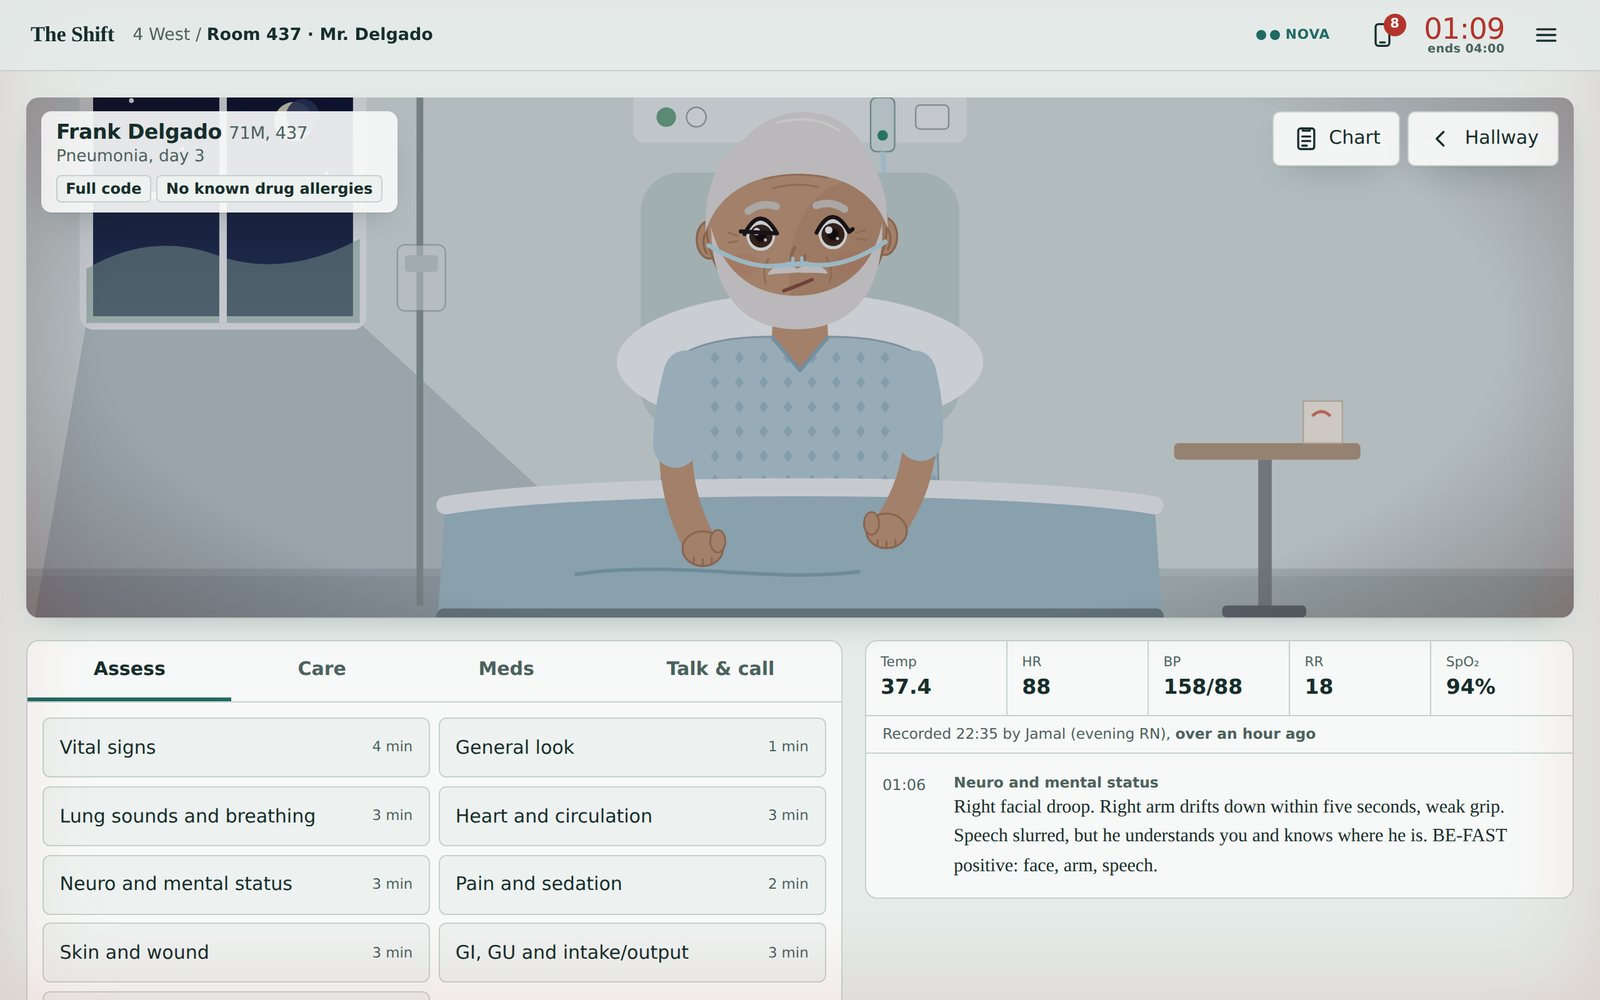 The Shift
4 West / Room 437 · Mr. Delgado
NOVA
8
01:09
ends 04:00
Frank Delgado 71M, 437
Pneumonia, day 3
Full code
No known drug allergies
Chart
Hallway
Assess
Care
Meds
Talk & call
Vital signs 4 min
General look 1 min
Lung sounds and breathing 3 min
Heart and circulation 3 min
Neuro and mental status 3 min
Pain and sedation 2 min
Skin and wound 3 min
GI, GU and intake/output 3 min
Temp
37.4
HR
88
BP
158/88
RR
18
SpO₂
94%
Recorded 22:35 by Jamal (evening RN), over an hour ago
01:06
Neuro and mental status
Right facial droop. Right arm drifts down within five seconds, weak grip.
Speech slurred, but he understands you and knows where he is. BE-FAST
positive: face, arm, speech.